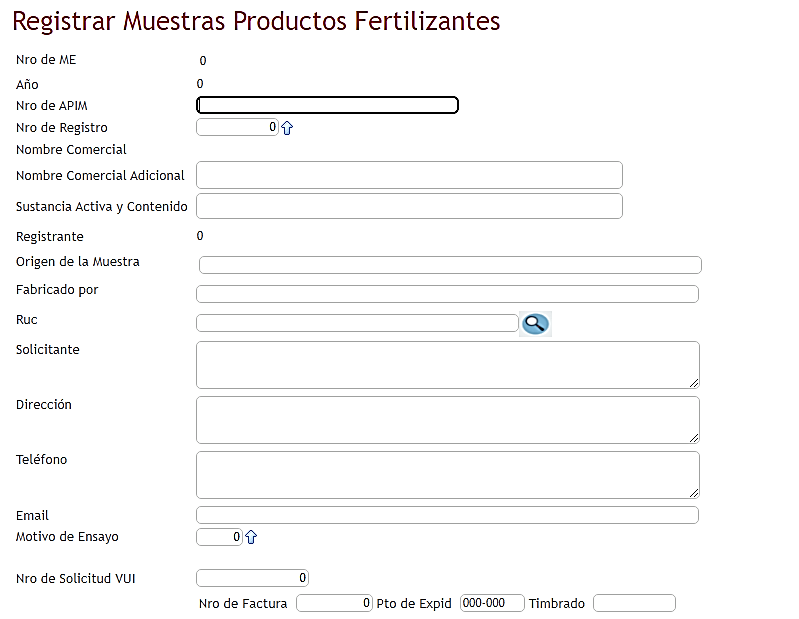 Registrar Muestras Productos Fertilizantes
Nro de ME 0
Año 0
Nro de APIM
Nro de Registro 0
Nombre Comercial
Nombre Comercial Adicional
Sustancia Activa y Contenido
Registrante 0
Origen de la Muestra
Fabricado por
Ruc
Solicitante
Dirección
Teléfono
Email
Motivo de Ensayo 0
Nro de Solicitud VUI 0
Nro de Factura 0 Pto de Expid 000-000 Timbrado